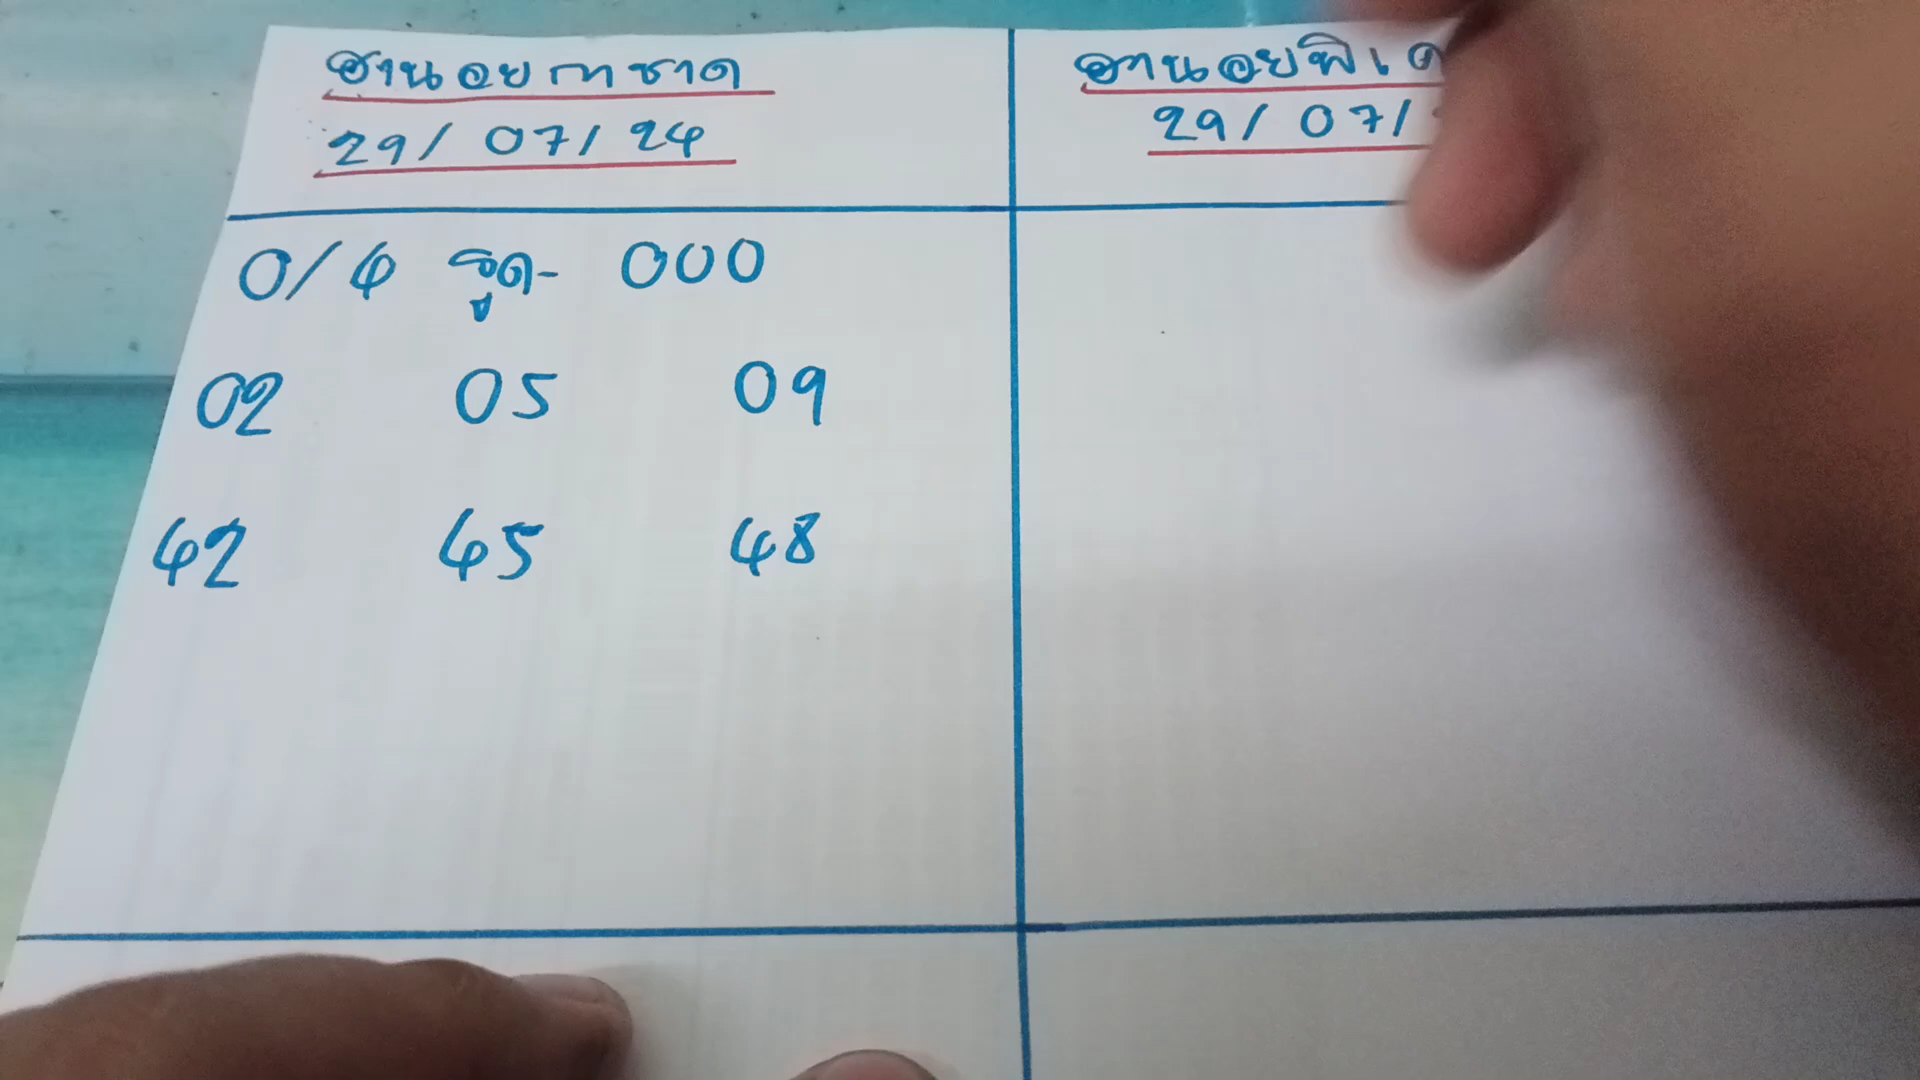 ฮานอยกาชาด
29/07/24
0/4 รูด- 000
02 05 09
42 45 48
ฮานอยพิเ
29/07/